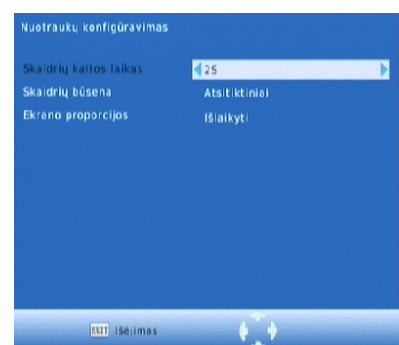 Nuotraukų konfigūravimas
Skaidrių kaitos laikas 2S
Skaidrių būsena Atsitiktiniai
Ekrano proporcijos Išlaikyti
EXIT Išėjimas